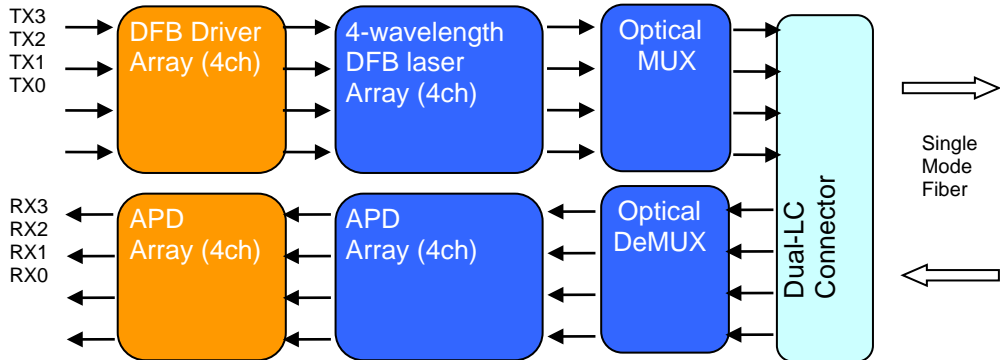 TX3
TX2
TX1
TX0
DFB Driver
Array (4ch)
4-wavelength
DFB laser
Array (4ch)
Optical
MUX
Single
Mode
Fiber
RX3
RX2
RX1
RX0
APD
Array (4ch)
APD
Array (4ch)
Optical
DeMUX
Dual-LC
Connector